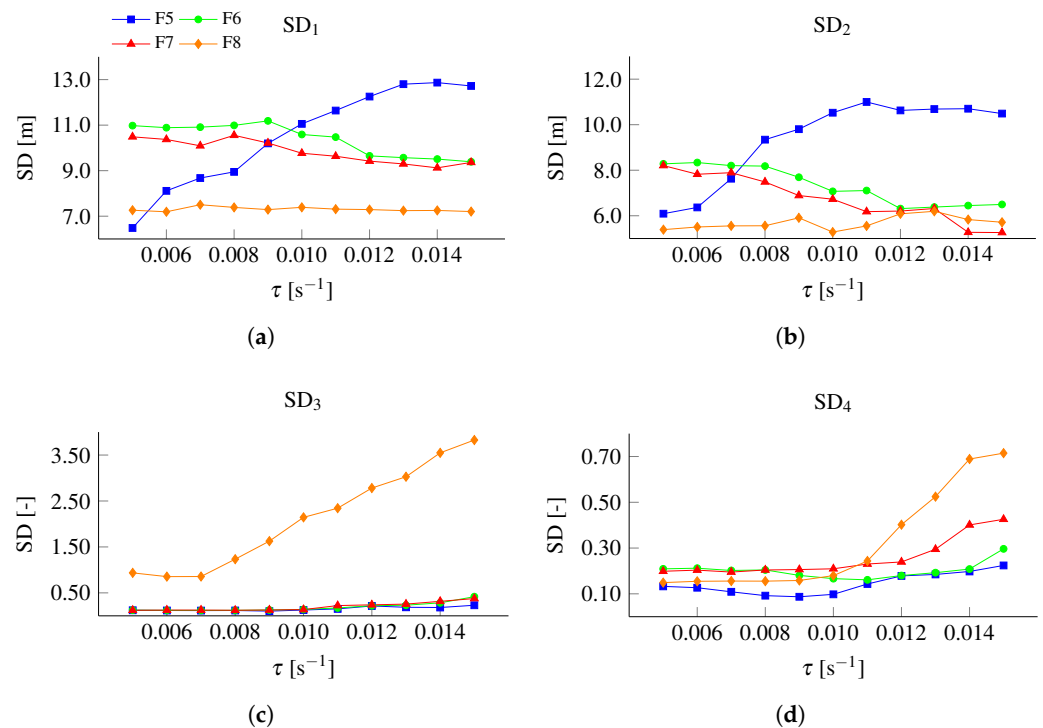 F5 F6
F7 F8
SD₁
13.0
11.0
9.0
7.0
SD [m]
0.006 0.008 0.010 0.012 0.014
τ [s⁻¹]
(a)
SD₂
12.0
10.0
8.0
6.0
SD [m]
0.006 0.008 0.010 0.012 0.014
τ [s⁻¹]
(b)
SD₃
3.50
2.50
1.50
0.50
SD [-]
0.006 0.008 0.010 0.012 0.014
τ [s⁻¹]
(c)
SD₄
0.70
0.50
0.30
0.10
SD [-]
0.006 0.008 0.010 0.012 0.014
τ [s⁻¹]
(d)